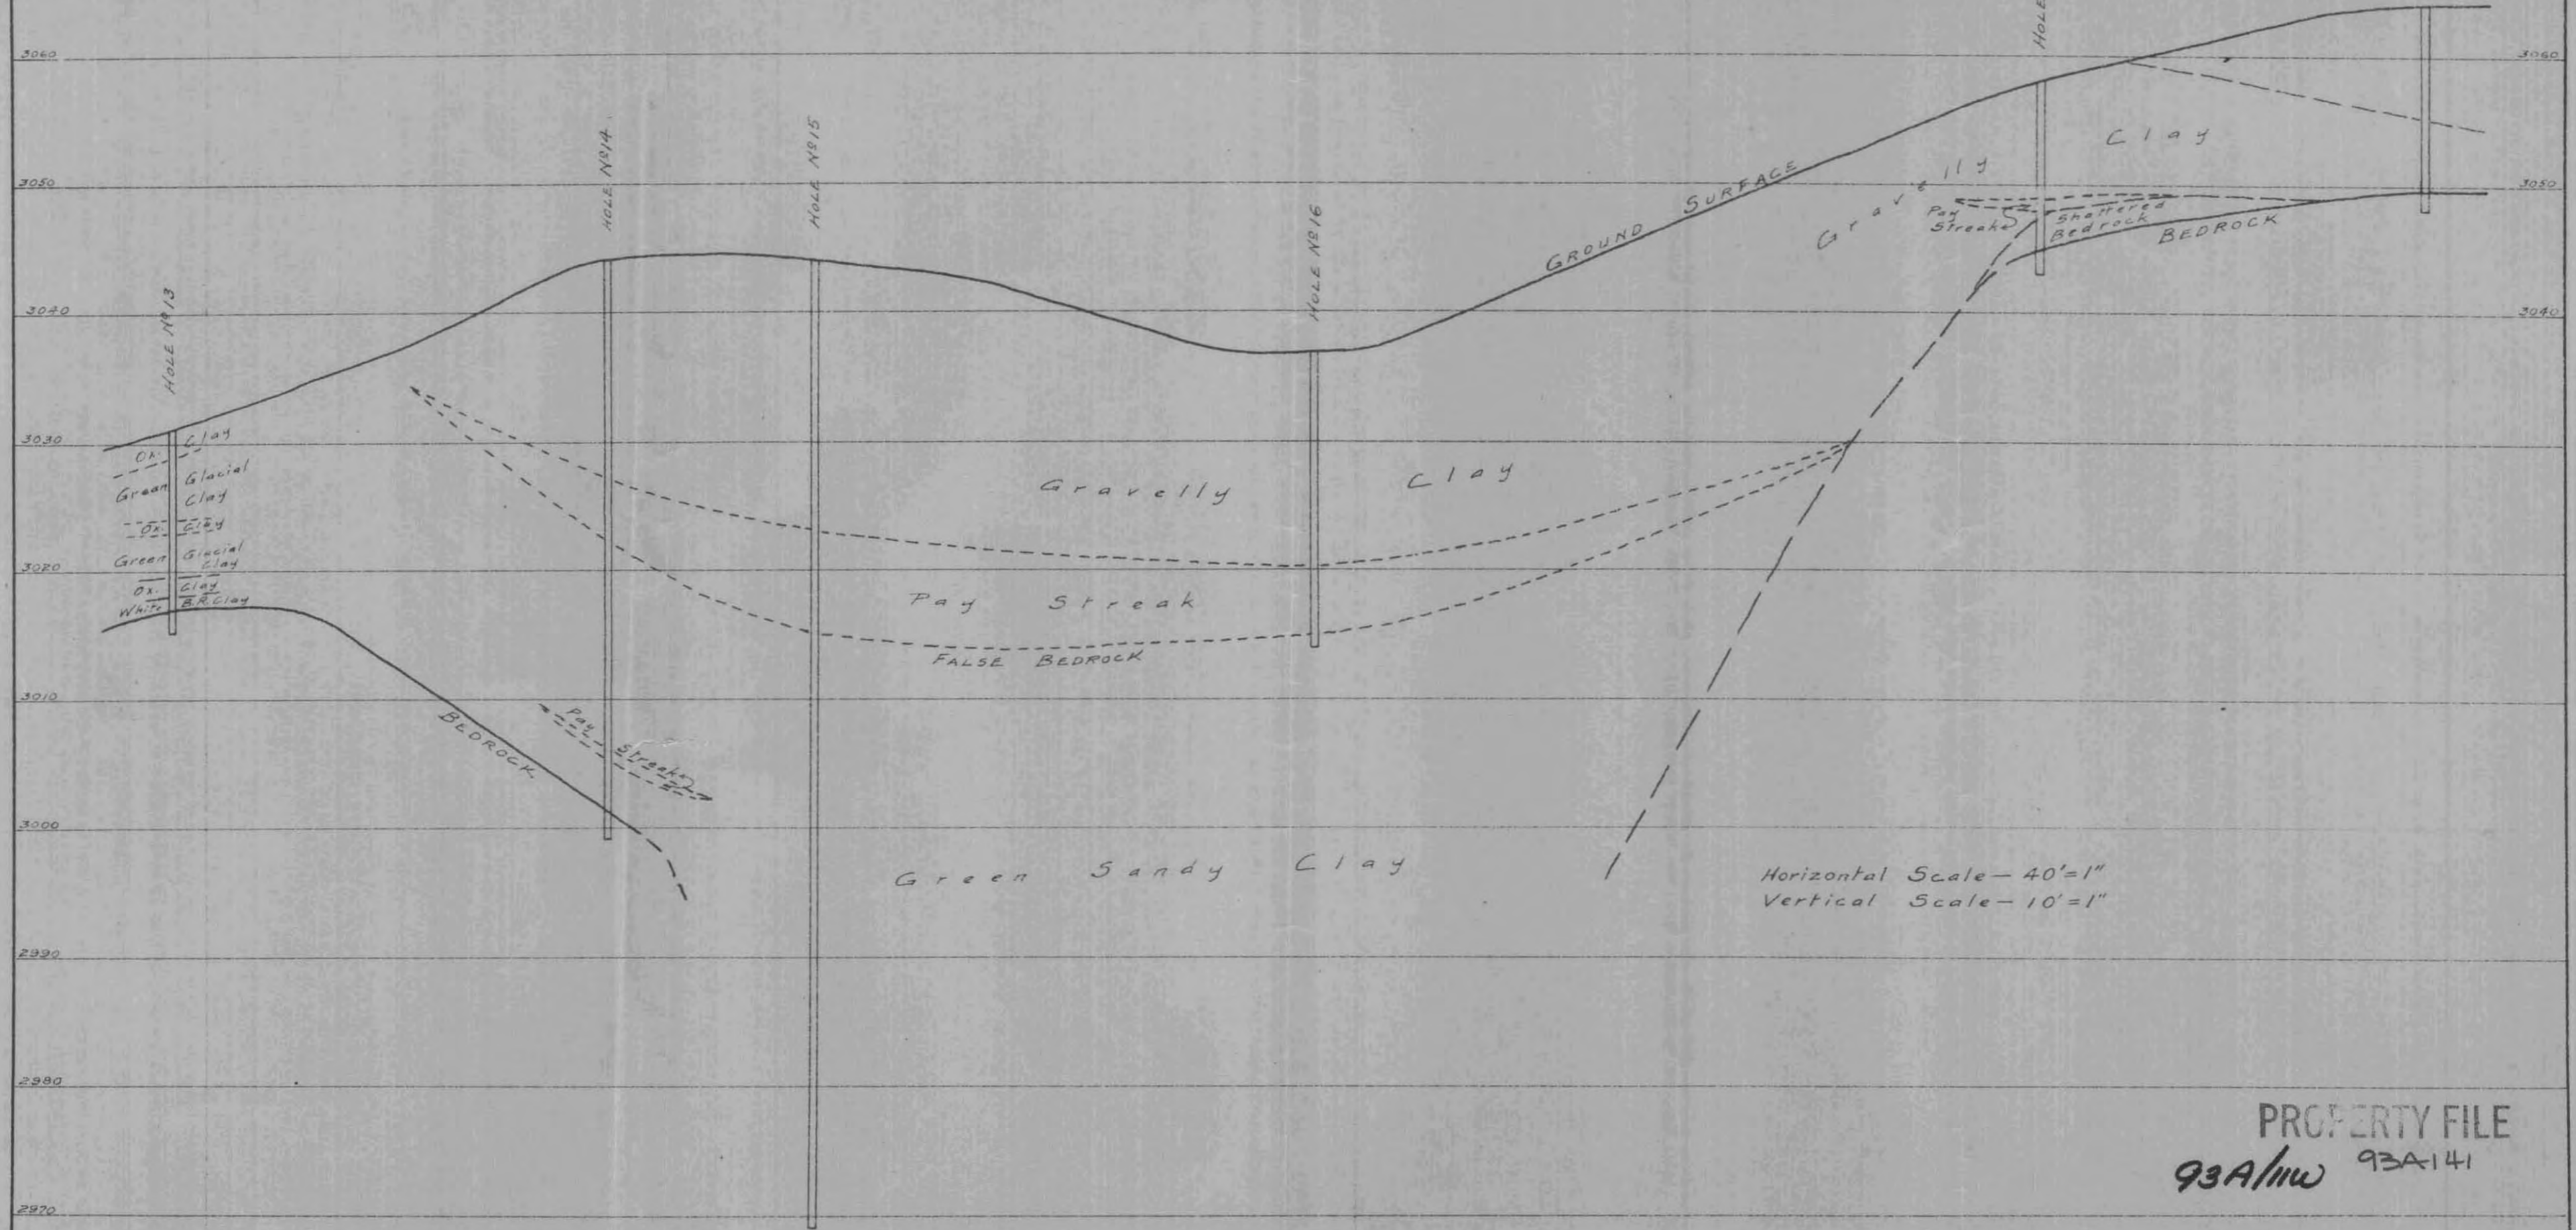 HOLE
3060
3060
HOLE Nº14
HOLE Nº15
Clay
Gravelly
3050
3050
SURFACE
GROUND
Pay
Streaks
Shattered
Bedrock
BEDROCK
HOLE Nº16
HOLE Nº13
3040
3040
3030
Ox. Clay
Green Glacial
Clay
Ox. Clay
Green Glacial
Clay
3020
Ox. Clay
White B.R. Clay
Gravelly Clay
Pay Streak
FALSE BEDROCK
3010
BEDROCK
Pay
Streaks
3000
Green Sandy Clay
Horizontal Scale — 40'=1"
Vertical Scale — 10'=1"
2990
2980
2970
PROPERTY FILE
93A/11W 93A141